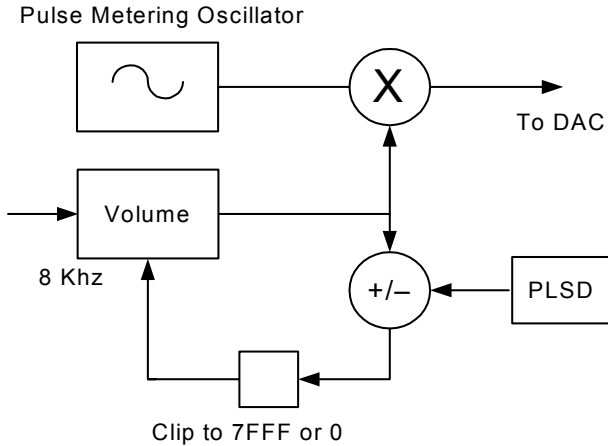 Pulse Metering Oscillator
X
To DAC
Volume
8 Khz
+/–
PLSD
Clip to 7FFF or 0